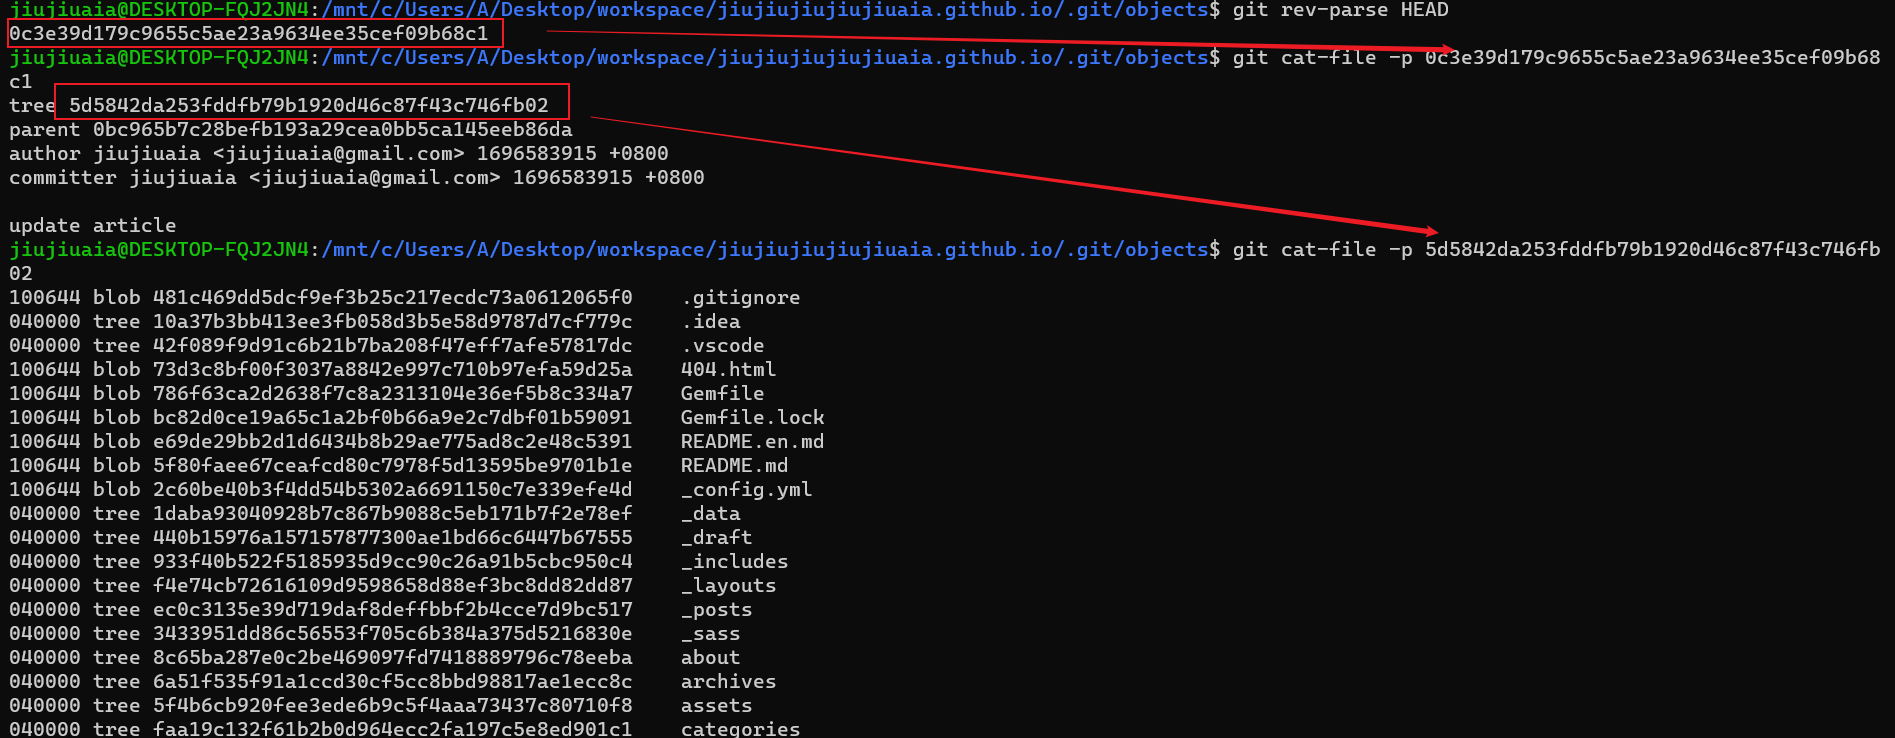 jiujiuaia@DESKTOP-FQJ2JN4:/mnt/c/Users/A/Desktop/workspace/jiujiujiujiujiuaia.github.io/.git/objects$ git rev-parse HEAD
0c3e39d179c9655c5ae23a9634ee35cef09b68c1
jiujiuaia@DESKTOP-FQJ2JN4:/mnt/c/Users/A/Desktop/workspace/jiujiujiujiujiuaia.github.io/.git/objects$ git cat-file -p 0c3e39d179c9655c5ae23a9634ee35cef09b68
c1
tree 5d5842da253fddfb79b1920d46c87f43c746fb02
parent 0bc965b7c28befb193a29cea0bb5ca145eeb86da
author jiujiuaia <jiujiuaia@gmail.com> 1696583915 +0800
committer jiujiuaia <jiujiuaia@gmail.com> 1696583915 +0800
update article
jiujiuaia@DESKTOP-FQJ2JN4:/mnt/c/Users/A/Desktop/workspace/jiujiujiujiujiuaia.github.io/.git/objects$ git cat-file -p 5d5842da253fddfb79b1920d46c87f43c746fb
02
100644 blob 481c469dd5dcf9ef3b25c217ecdc73a0612065f0    .gitignore
040000 tree 10a37b3bb413ee3fb058d3b5e58d9787d7cf779c    .idea
040000 tree 42f089f9d91c6b21b7ba208f47eff7afe57817dc    .vscode
100644 blob 73d3c8bf00f3037a8842e997c710b97efa59d25a    404.html
100644 blob 786f63ca2d2638f7c8a2313104e36ef5b8c334a7    Gemfile
100644 blob bc82d0ce19a65c1a2bf0b66a9e2c7dbf01b59091    Gemfile.lock
100644 blob e69de29bb2d1d6434b8b29ae775ad8c2e48c5391    README.en.md
100644 blob 5f80faee67ceafcd80c7978f5d13595be9701b1e    README.md
100644 blob 2c60be40b3f4dd54b5302a6691150c7e339efe4d    _config.yml
040000 tree 1daba93040928b7c867b9088c5eb171b7f2e78ef    _data
040000 tree 440b15976a157157877300ae1bd66c6447b67555    _draft
040000 tree 933f40b522f5185935d9cc90c26a91b5cbc950c4    _includes
040000 tree f4e74cb72616109d9598658d88ef3bc8dd82dd87    _layouts
040000 tree ec0c3135e39d719daf8deffbbf2b4cce7d9bc517    _posts
040000 tree 3433951dd86c56553f705c6b384a375d5216830e    _sass
040000 tree 8c65ba287e0c2be469097fd7418889796c78eeba    about
040000 tree 6a51f535f91a1ccd30cf5cc8bbd98817ae1ecc8c    archives
040000 tree 5f4b6cb920fee3ede6b9c5f4aaa73437c80710f8    assets
040000 tree faa19c132f61b2b0d964ecc2fa197c5e8ed901c1    categories